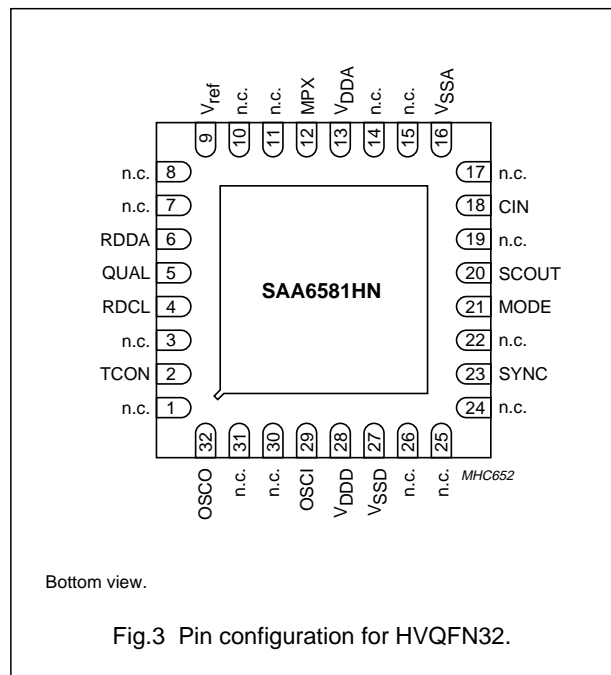 Vref n.c. n.c. MPX VDDA n.c. n.c. VSSA
9 10 11 12 13 14 15 16
n.c. 8 17 n.c.
n.c. 7 18 CIN
RDDA 6 19 n.c.
QUAL 5 20 SCOUT
SAA6581HN
RDCL 4 21 MODE
n.c. 3 22 n.c.
TCON 2 23 SYNC
n.c. 1 24 n.c.
32 31 30 29 28 27 26 25
OSCO n.c. n.c. OSCI VDDD VSSD n.c. n.c. MHC652
Bottom view.
Fig.3 Pin configuration for HVQFN32.